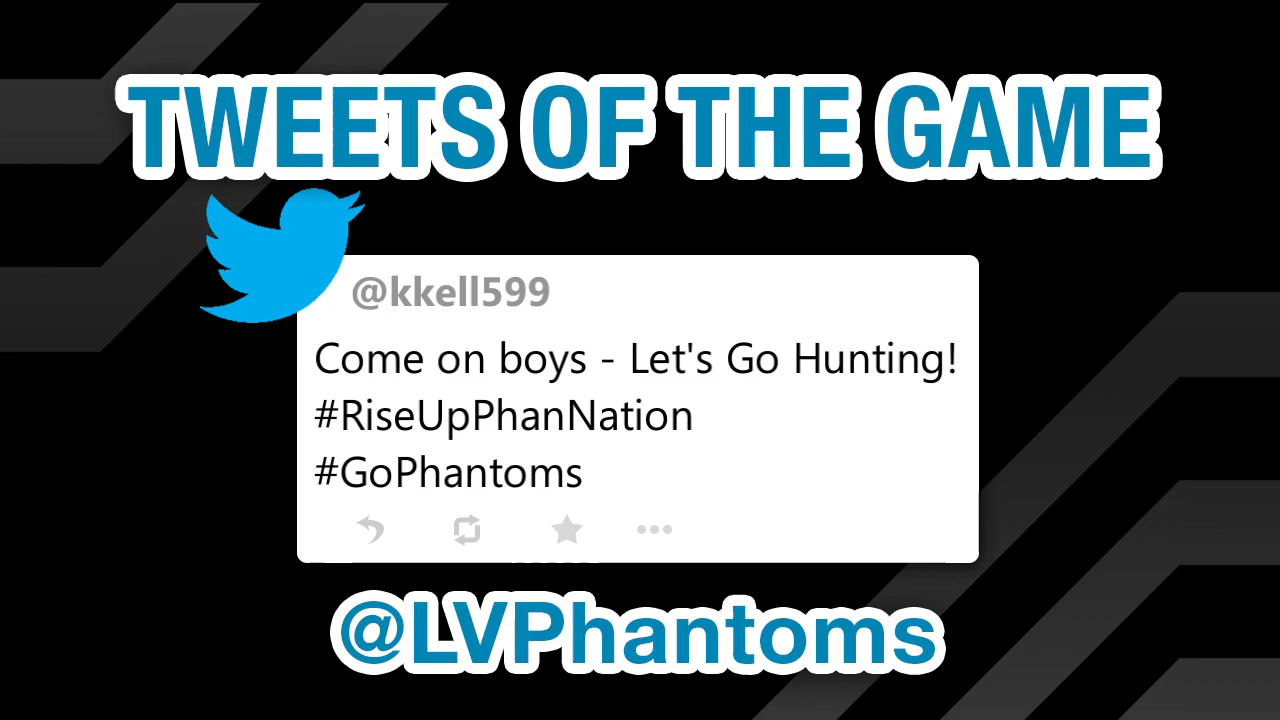 TWEETS OF THE GAME
@kkell599
Come on boys - Let's Go Hunting!
#RiseUpPhanNation
#GoPhantoms
@LVPhantoms